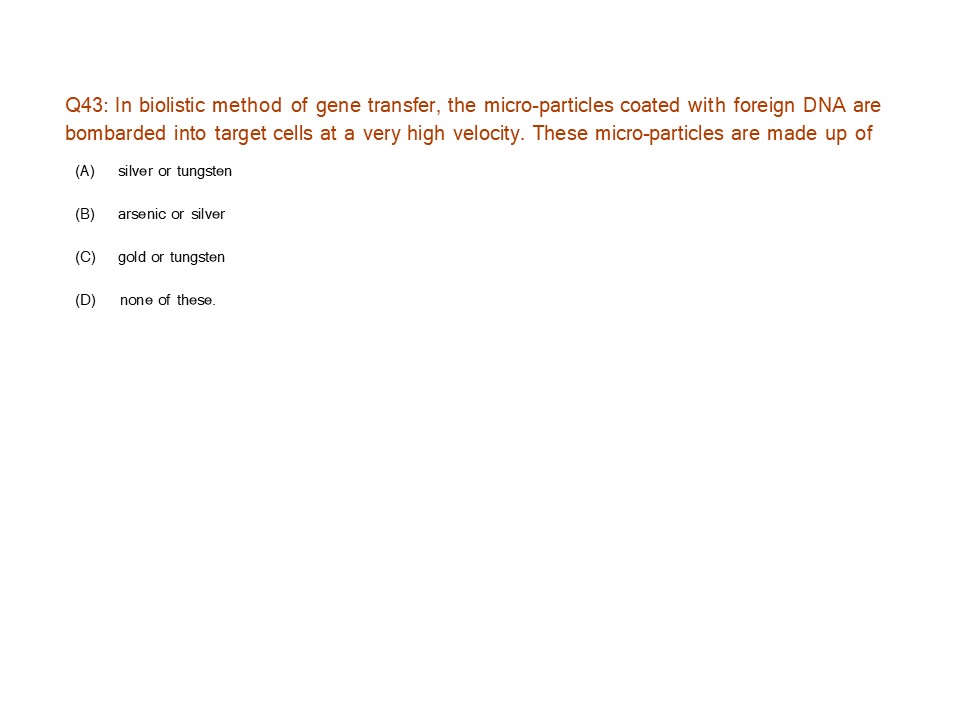 Q43: In biolistic method of gene transfer, the micro-particles coated with foreign DNA are
bombarded into target cells at a very high velocity. These micro-particles are made up of
(A) silver or tungsten
(B) arsenic or silver
(C) gold or tungsten
(D) none of these.